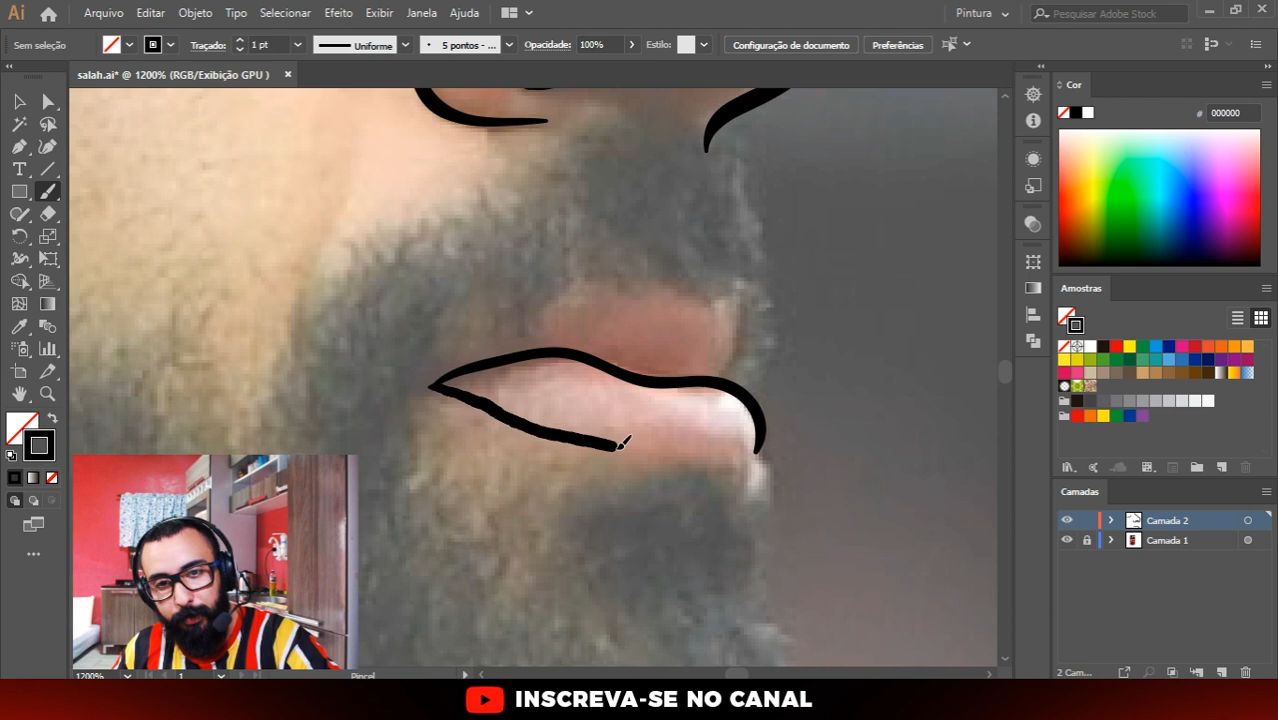 Ai Arquivo Editar Objeto Tipo Selecionar Efeito Exibir Janela Ajuda Pintura Pesquisar Adobe Stock
Sem seleção Traçado: 1 pt Uniforme 5 pontos - ... Opacidade: 100% Estilo: Configuração de documento Preferências
salah.ai* @ 1200% (RGB/Exibição GPU )
Cor
# 000000
Amostras
Camadas
Camada 2
Camada 1
1200% 1 Pincel 2 Cam...
INSCREVA-SE NO CANAL